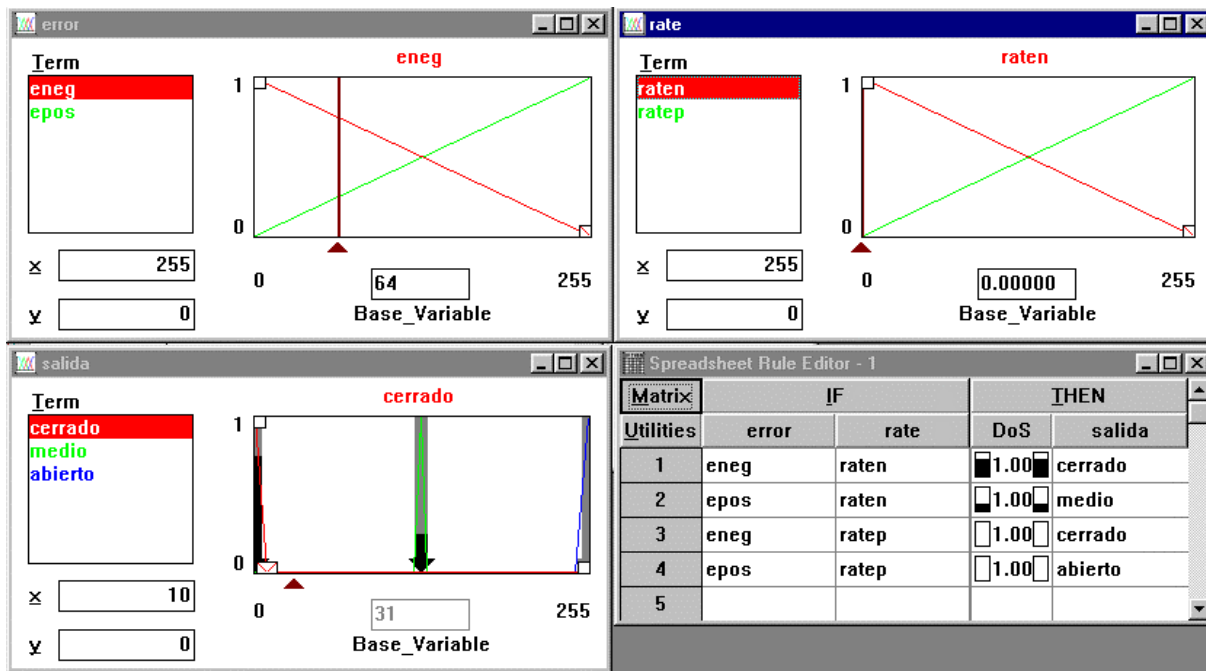 error
Term
eneg
epos
eneg
1
0
x 255
y 0
0 64 255
Base_Variable
rate
Term
raten
ratep
raten
1
0
x 255
y 0
0 0.00000 255
Base_Variable
salida
Term
cerrado
medio
abierto
cerrado
1
0
x 10
y 0
0 31 255
Base_Variable
Spreadsheet Rule Editor - 1
Matrix IF THEN
Utilities error rate DoS salida
1 eneg raten 1.00 cerrado
2 epos raten 1.00 medio
3 eneg ratep 1.00 cerrado
4 epos ratep 1.00 abierto
5